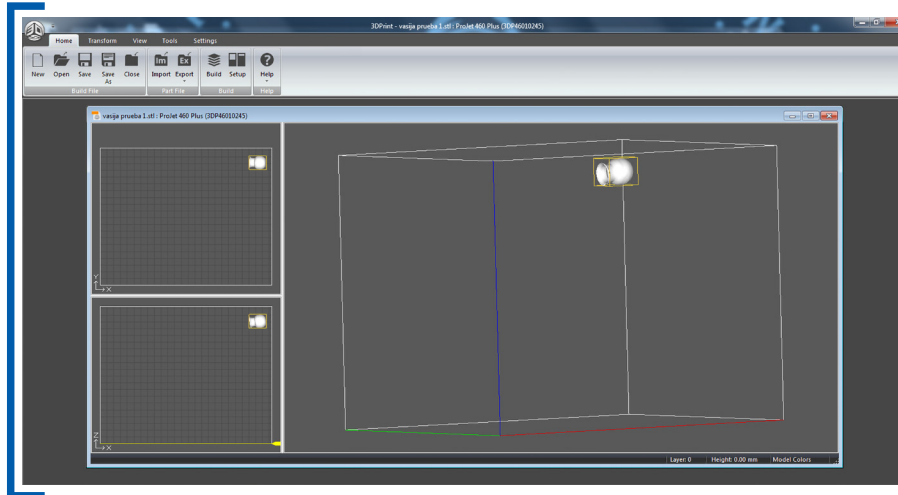 3DPrint - vasija prueba 1.stl : ProJet 460 Plus (3DP46010245)
Home Transform View Tools Settings
New Open Save Save As Close Import Export Build Setup Help
Im Ex
Build File Part File Build Help
vasija prueba 1.stl : ProJet 460 Plus (3DP46010245)
Y
X
Z
X
Layer: 0 Height: 0.00 mm Model Colors